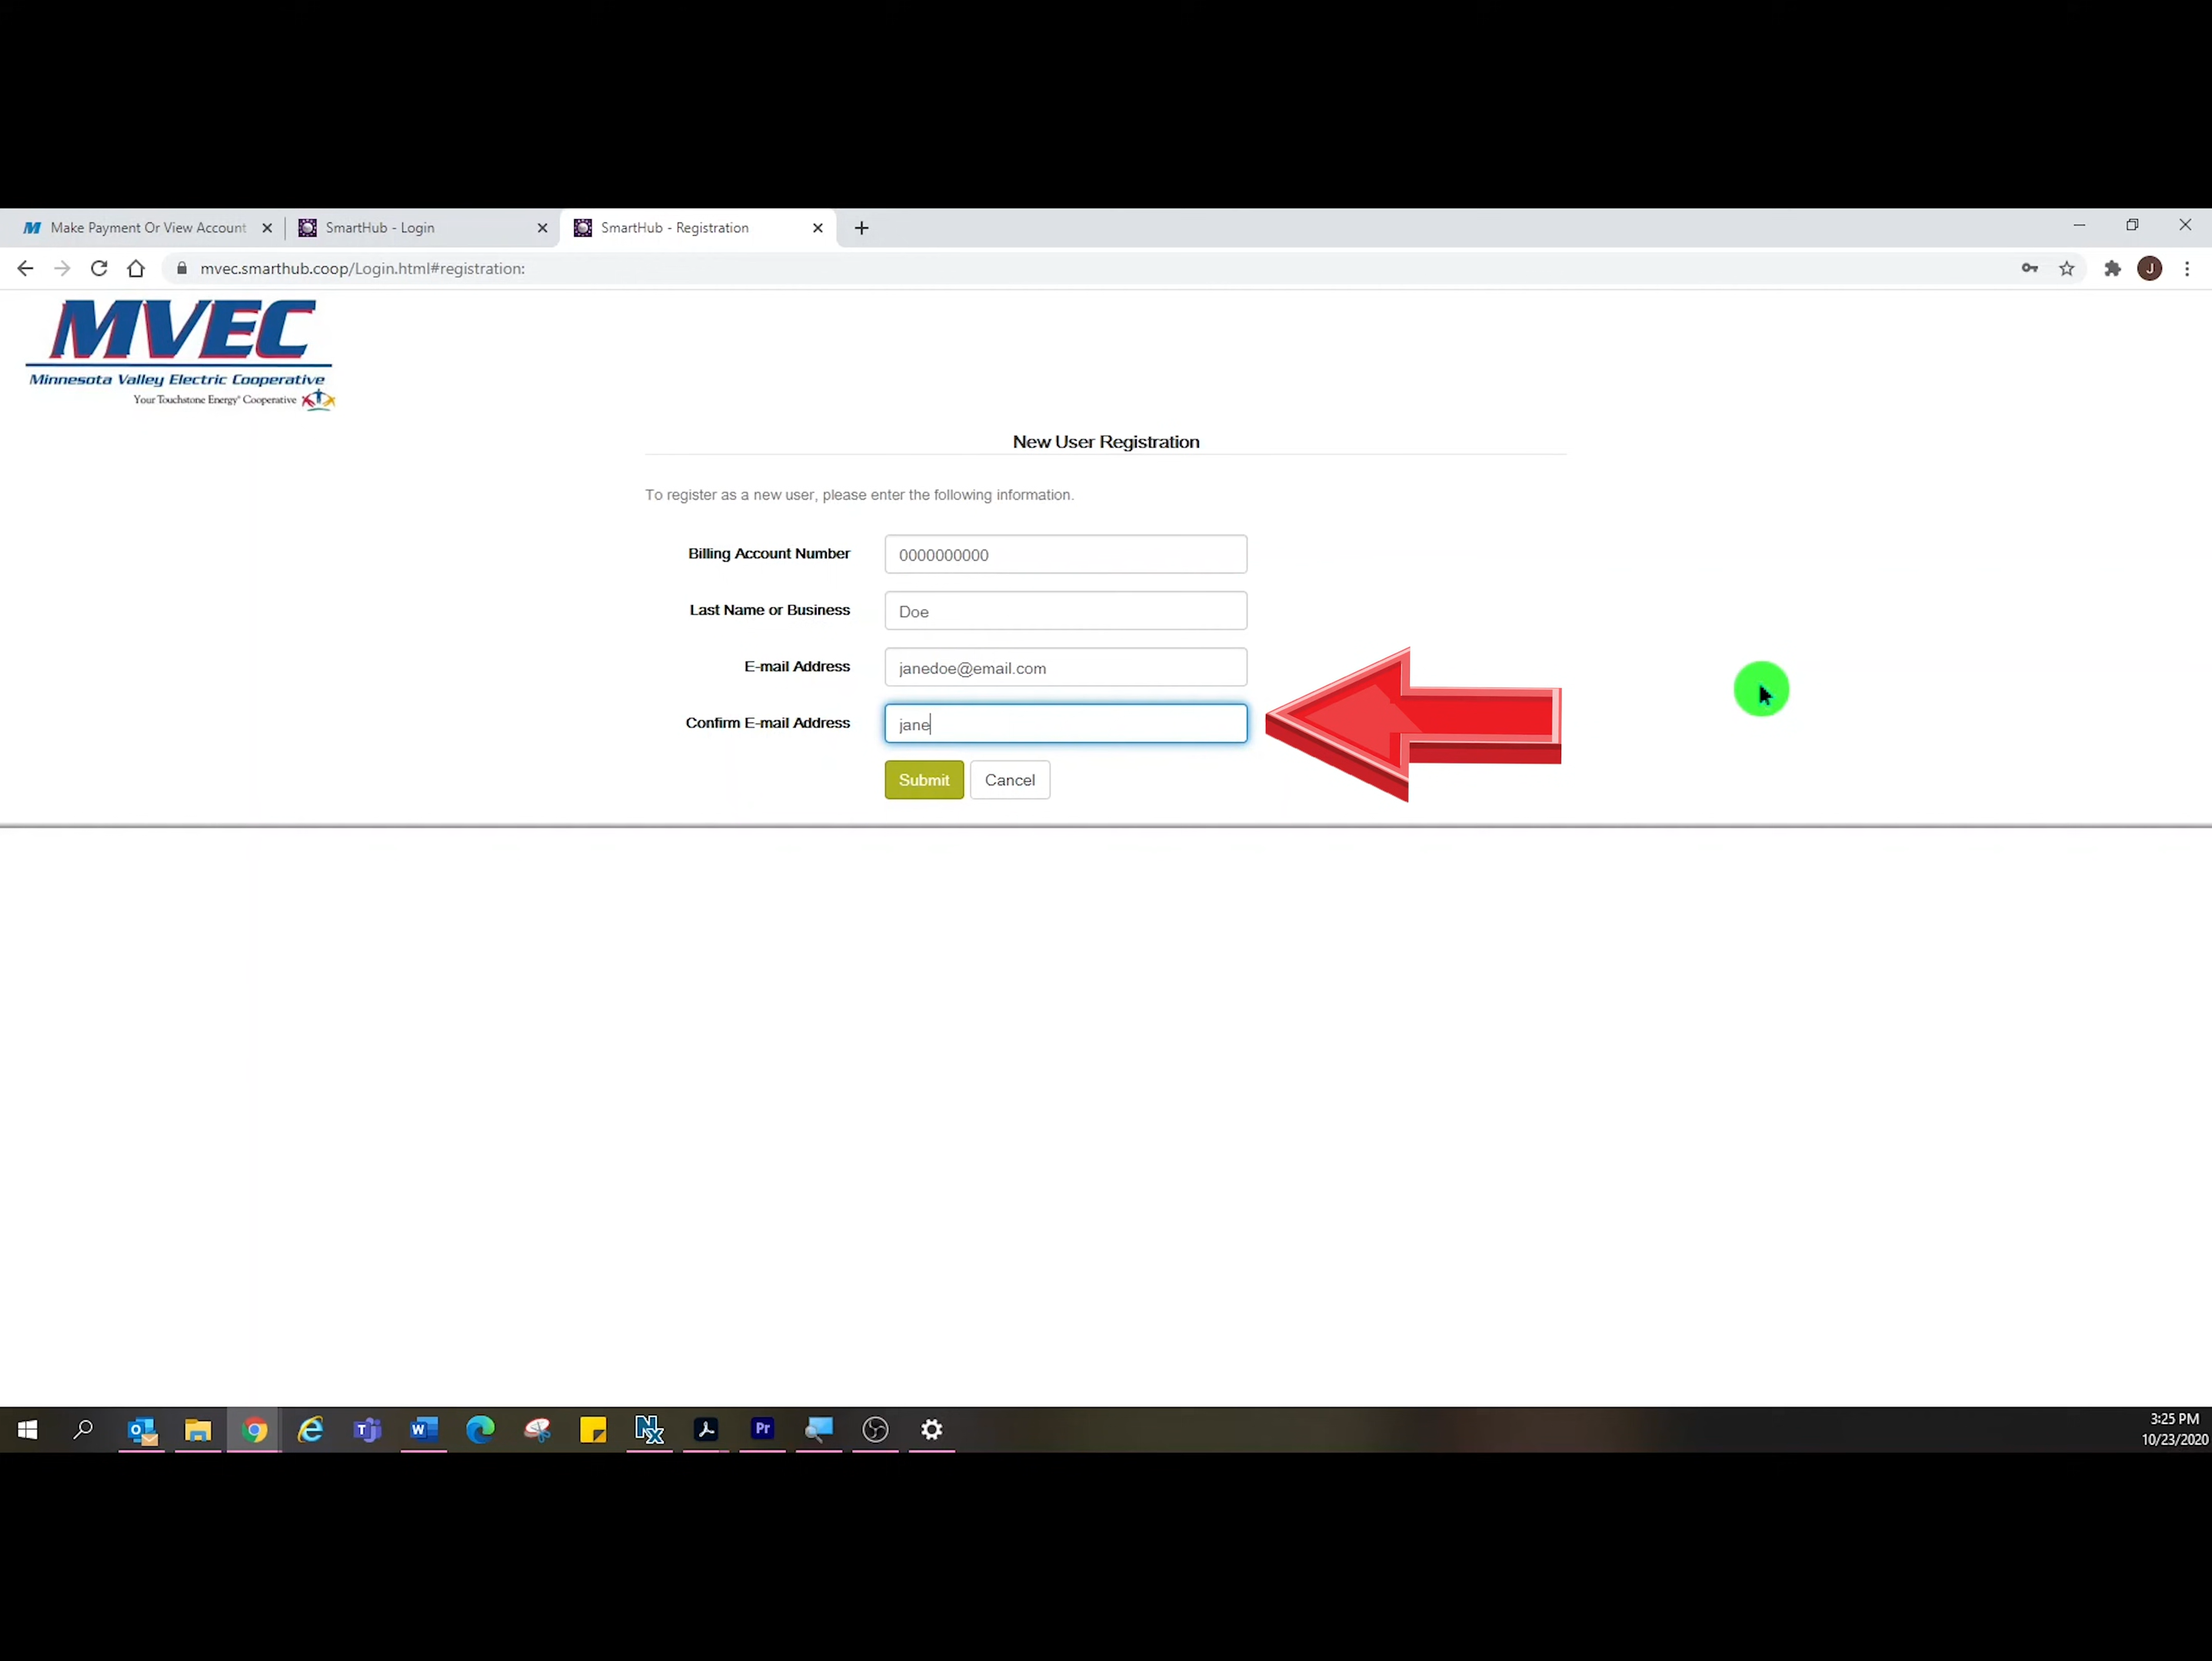 Make Payment Or View Account
SmartHub - Login
SmartHub - Registration
mvec.smarthub.coop/Login.html#registration:
J
MVEC
Minnesota Valley Electric Cooperative
Your Touchstone Energy® Cooperative
New User Registration
To register as a new user, please enter the following information.
Billing Account Number
0000000000
Last Name or Business
Doe
E-mail Address
janedoe@email.com
Confirm E-mail Address
jane
Submit
Cancel
3:25 PM
10/23/2020